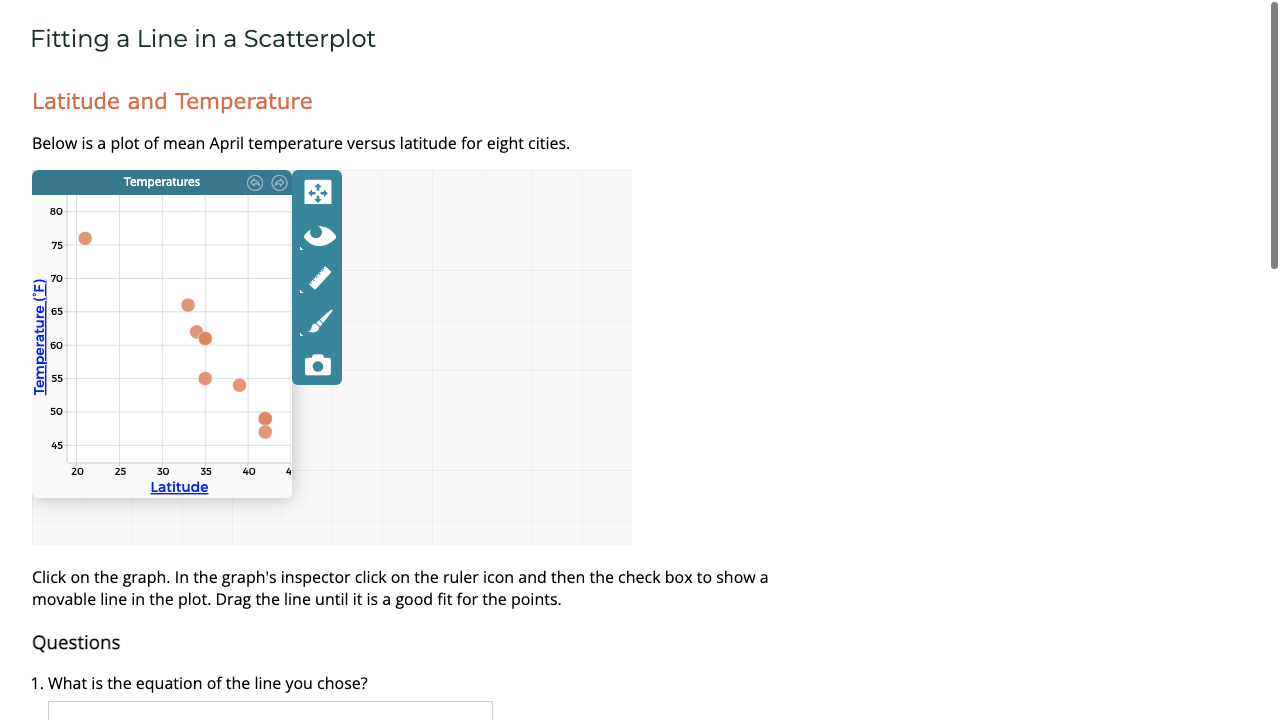 Fitting a Line in a Scatterplot
Latitude and Temperature
Below is a plot of mean April temperature versus latitude for eight cities.
Temperatures
80
75
70
65
60
55
50
45
Temperature (°F)
20 25 30 35 40 4
Latitude
Click on the graph. In the graph's inspector click on the ruler icon and then the check box to show a
movable line in the plot. Drag the line until it is a good fit for the points.
Questions
1. What is the equation of the line you chose?